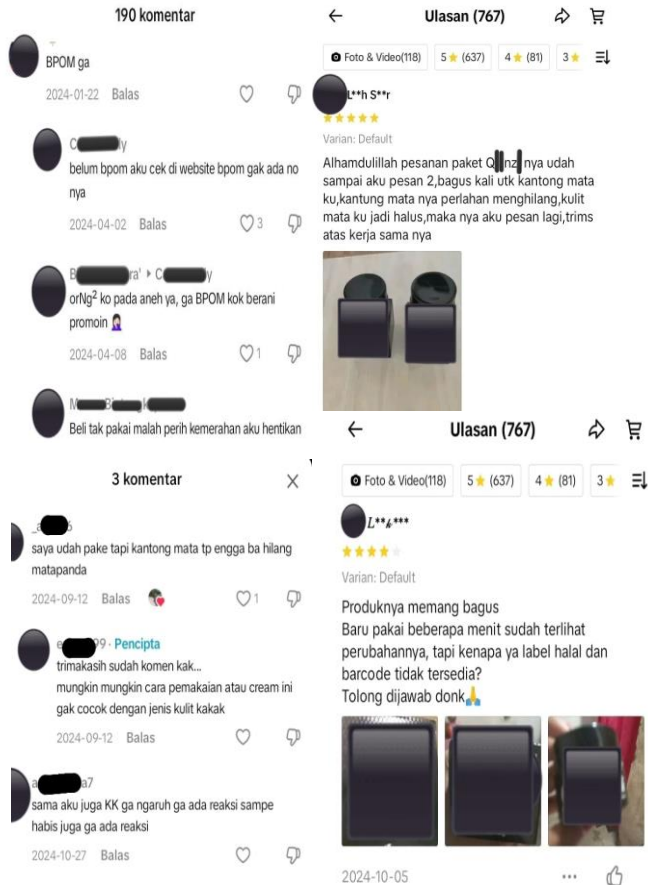 190 komentar
BPOM ga
2024-01-22 Balas
C y
belum bpom aku cek di website bpom gak ada no
nya
2024-04-02 Balas 3
B ra' C y
orNg² ko pada aneh ya, ga BPOM kok berani
promoin 🤦🏻‍♀️
2024-04-08 Balas 1
Beli tak pakai malah perih kemerahan aku hentikan
3 komentar
saya udah pake tapi kantong mata tp engga ba hilang
matapanda
2024-09-12 Balas 1
e 99 · Pencipta
trimakasih sudah komen kak...
mungkin mungkin cara pemakaian atau cream ini
gak cocok dengan jenis kulit kakak
2024-09-12 Balas
a a7
sama aku juga KK ga ngaruh ga ada reaksi sampe
habis juga ga ada reaksi
2024-10-27 Balas
Ulasan (767)
Foto & Video(118) 5 ★ (637) 4 ★ (81) 3 ★
L**h S**r
Varian: Default
Alhamdulillah pesanan paket Q nz nya udah
sampai aku pesan 2,bagus kali utk kantong mata
ku,kantung mata nya perlahan menghilang,kulit
mata ku jadi halus,maka nya aku pesan lagi,trims
atas kerja sama nya
Ulasan (767)
Foto & Video(118) 5 ★ (637) 4 ★ (81) 3 ★
L**k***
Varian: Default
Produknya memang bagus
Baru pakai beberapa menit sudah terlihat
perubahannya, tapi kenapa ya label halal dan
barcode tidak tersedia?
Tolong dijawab donk🙏
2024-10-05